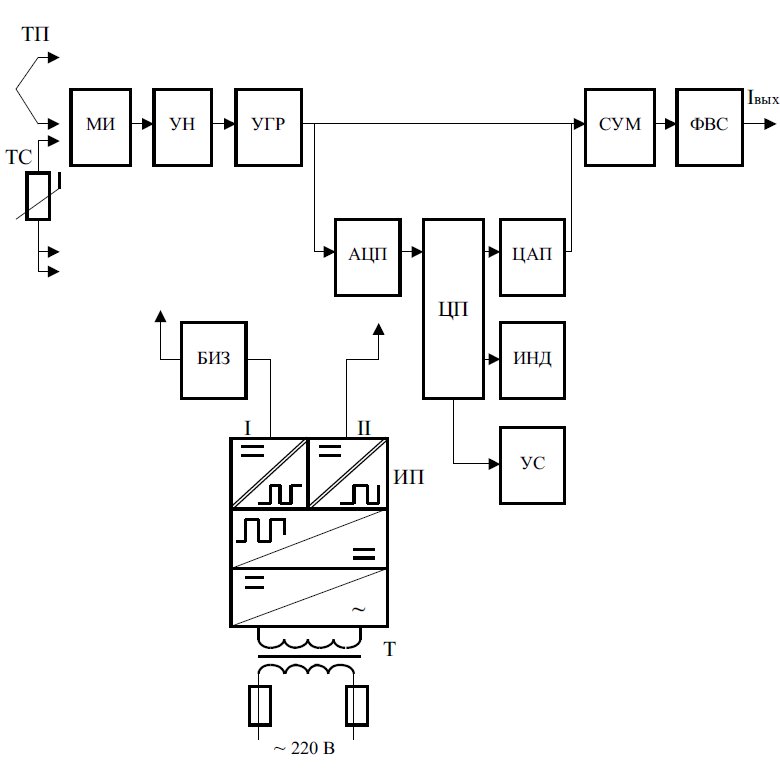 ТП
Iвых
МИ
УН
УГР
СУМ
ФВС
ТС
АЦП
ЦП
ЦАП
БИЗ
ИНД
I
II
УС
ИП
~
Т
~ 220 В